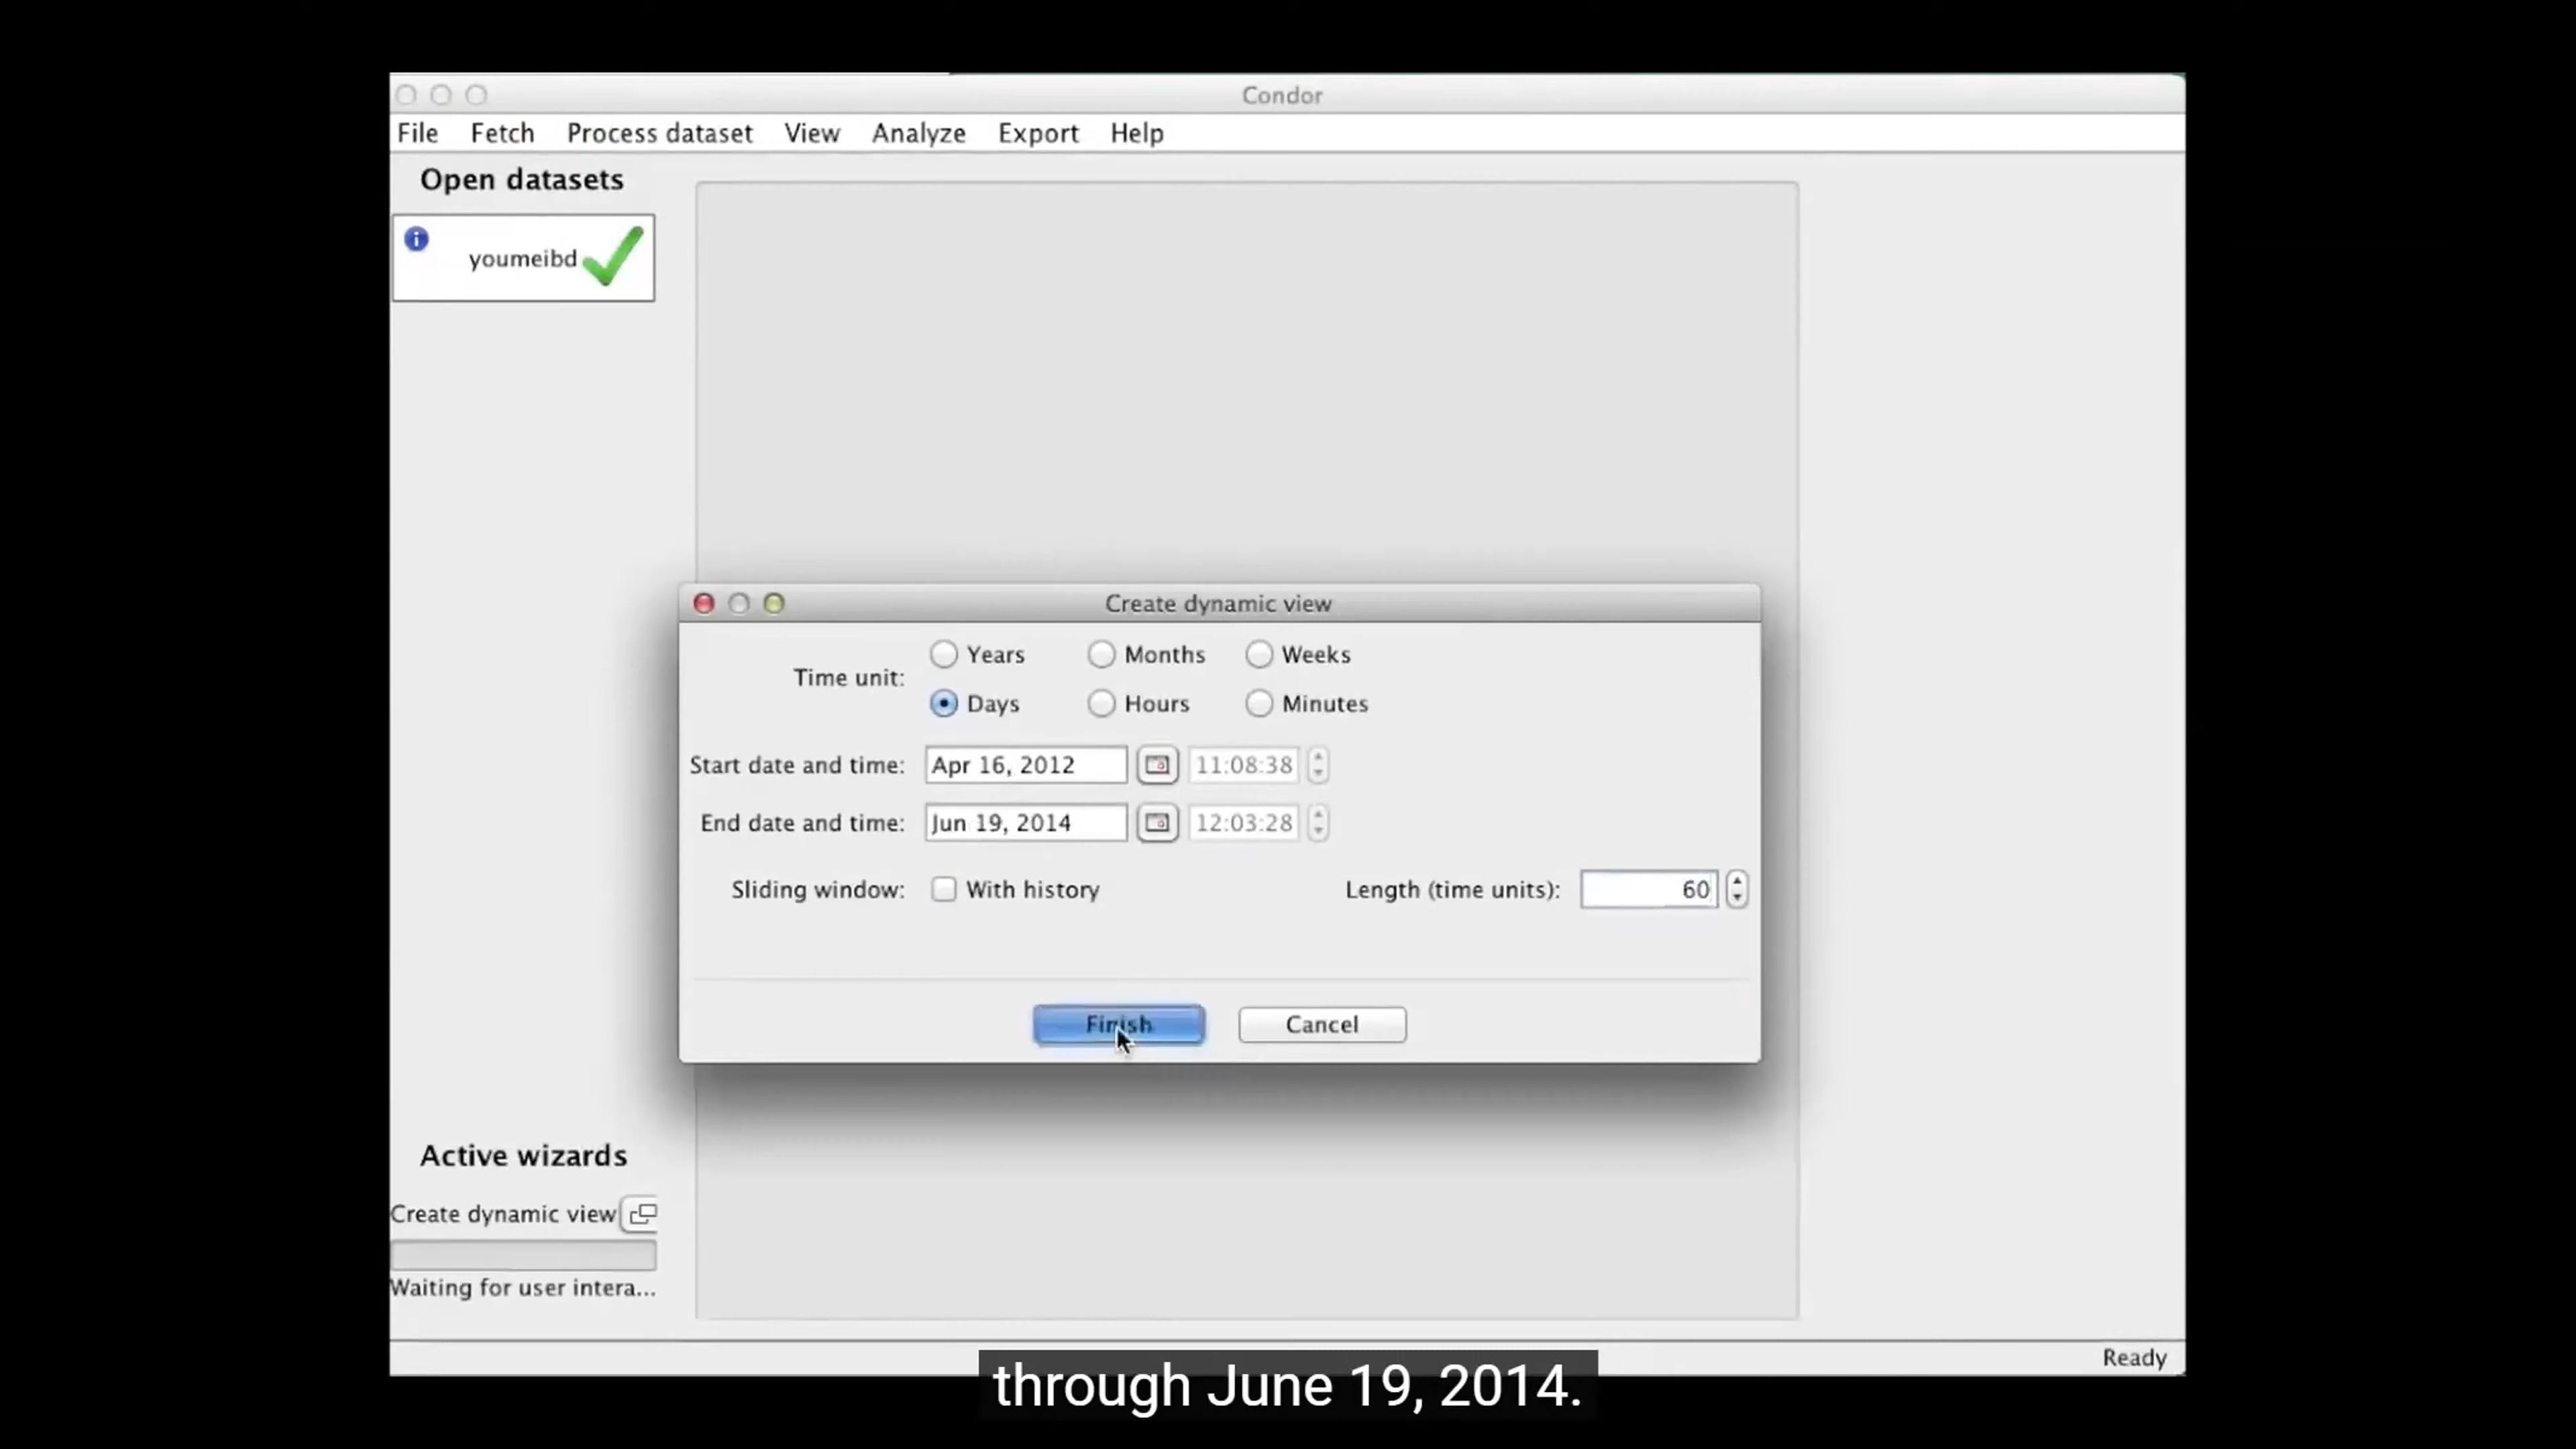 Condor
File Fetch Process dataset View Analyze Export Help
Open datasets
youmeibd
Create dynamic view
Time unit:
Years Months Weeks
Days Hours Minutes
Start date and time: Apr 16, 2012 11:08:38
End date and time: Jun 19, 2014 12:03:28
Sliding window: With history Length (time units): 60
Finish Cancel
Active wizards
Create dynamic view
Waiting for user intera...
Ready
through June 19, 2014.